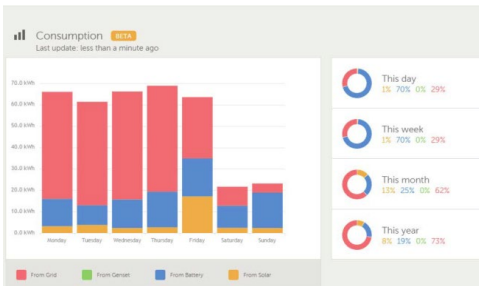 Consumption BETA
Last update: less than a minute ago
70.0 kWh
60.0 kWh
50.0 kWh
40.0 kWh
30.0 kWh
20.0 kWh
10.0 kWh
0.0 kWh
Monday Tuesday Wednesday Thursday Friday Saturday Sunday
From Grid From Genset From Battery From Solar
This day
1% 70% 0% 29%
This week
1% 70% 0% 29%
This month
13% 25% 0% 62%
This year
8% 19% 0% 73%